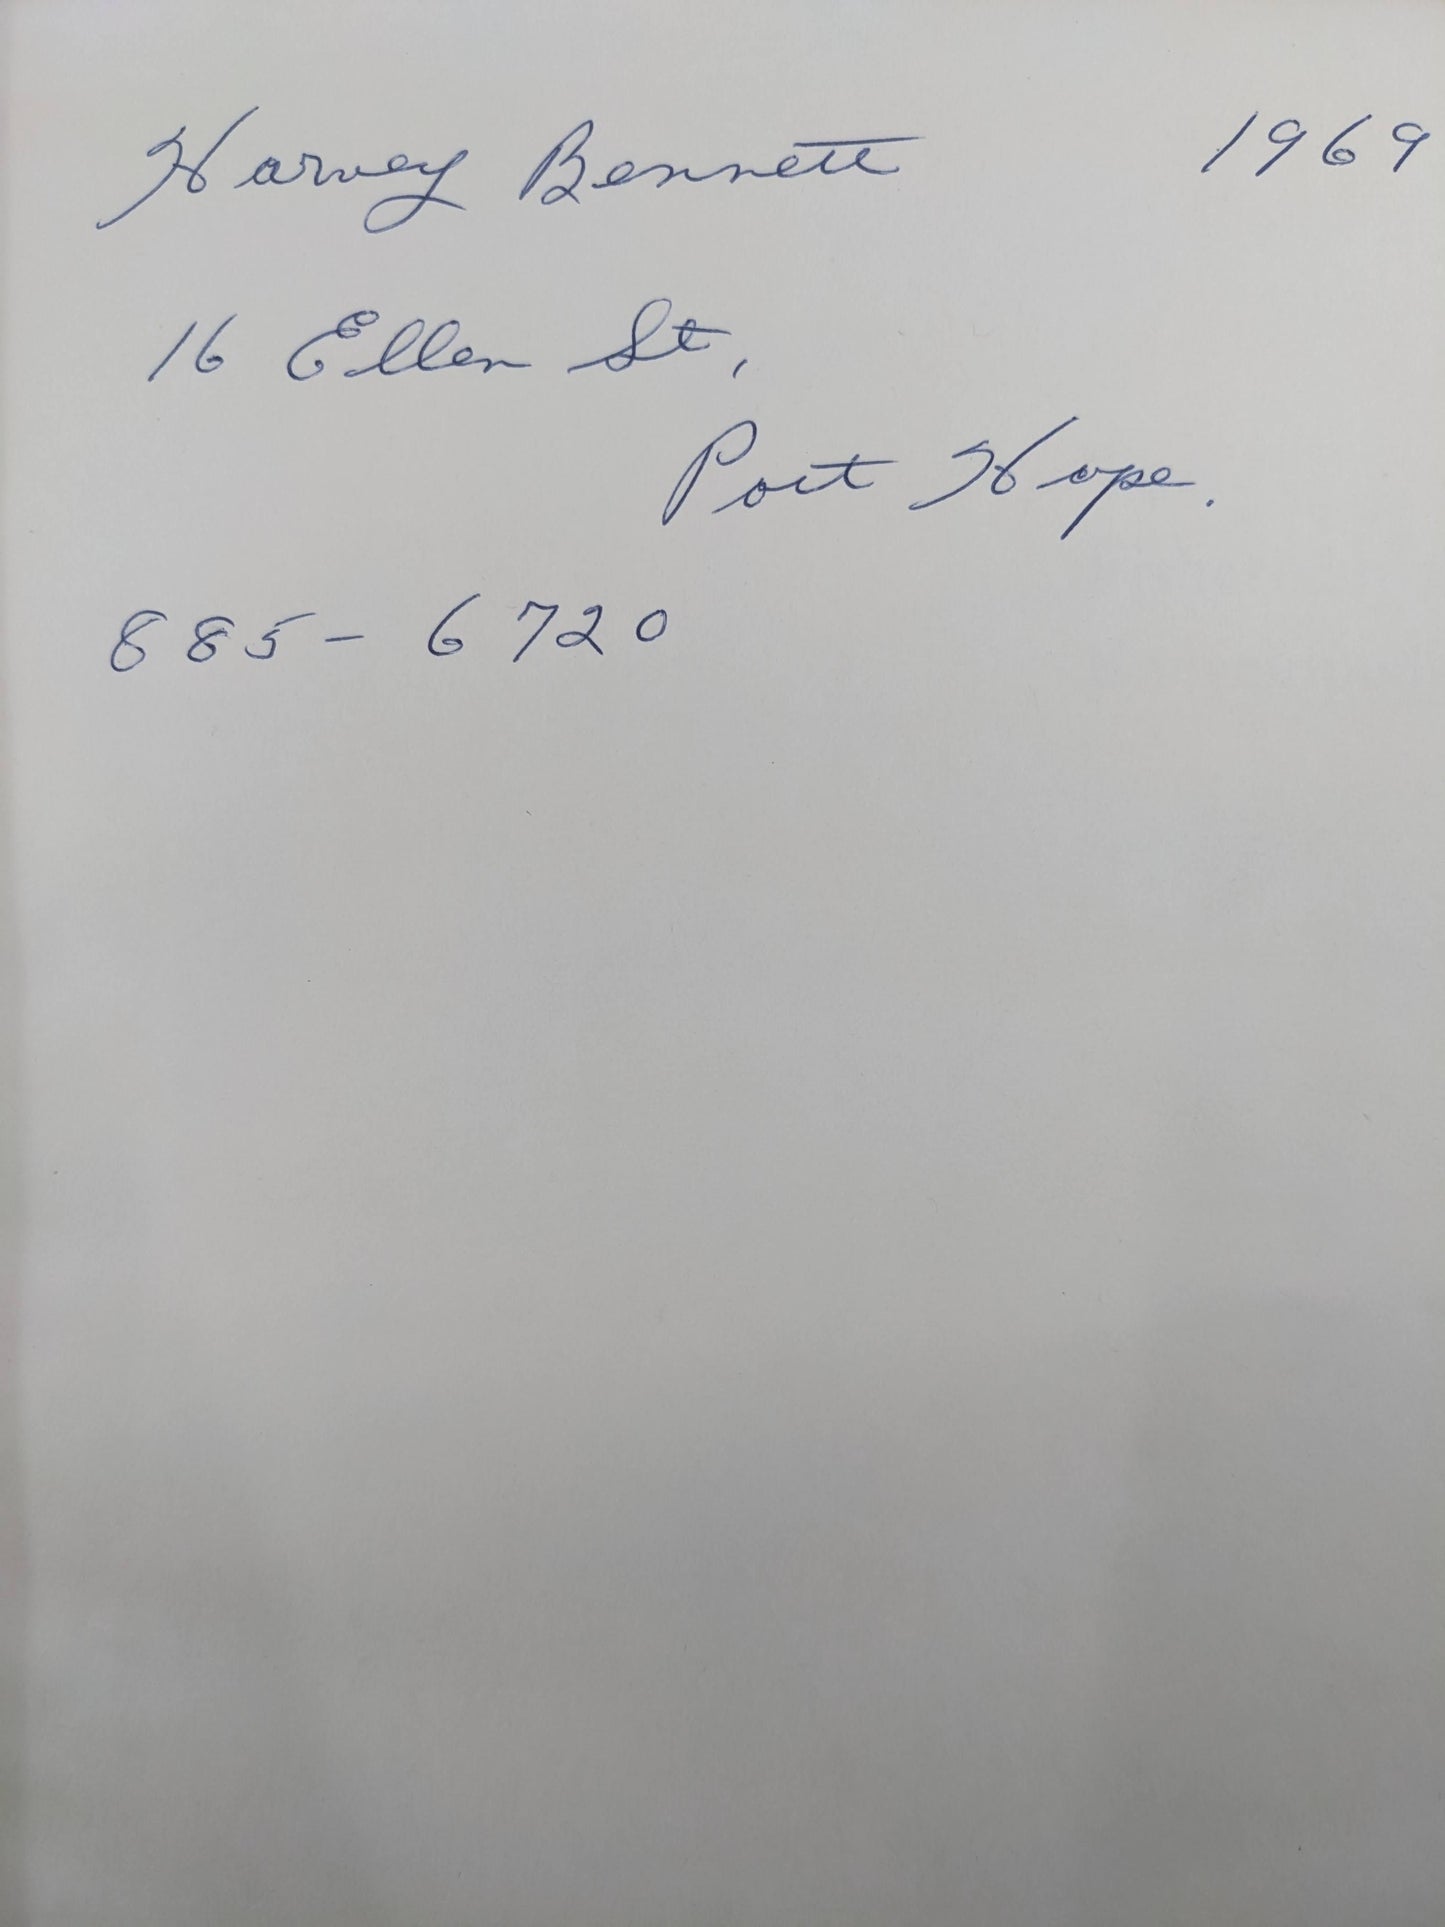 Harvey Bennett 1969
16 Ellen St,
Port Hope.
885-6720